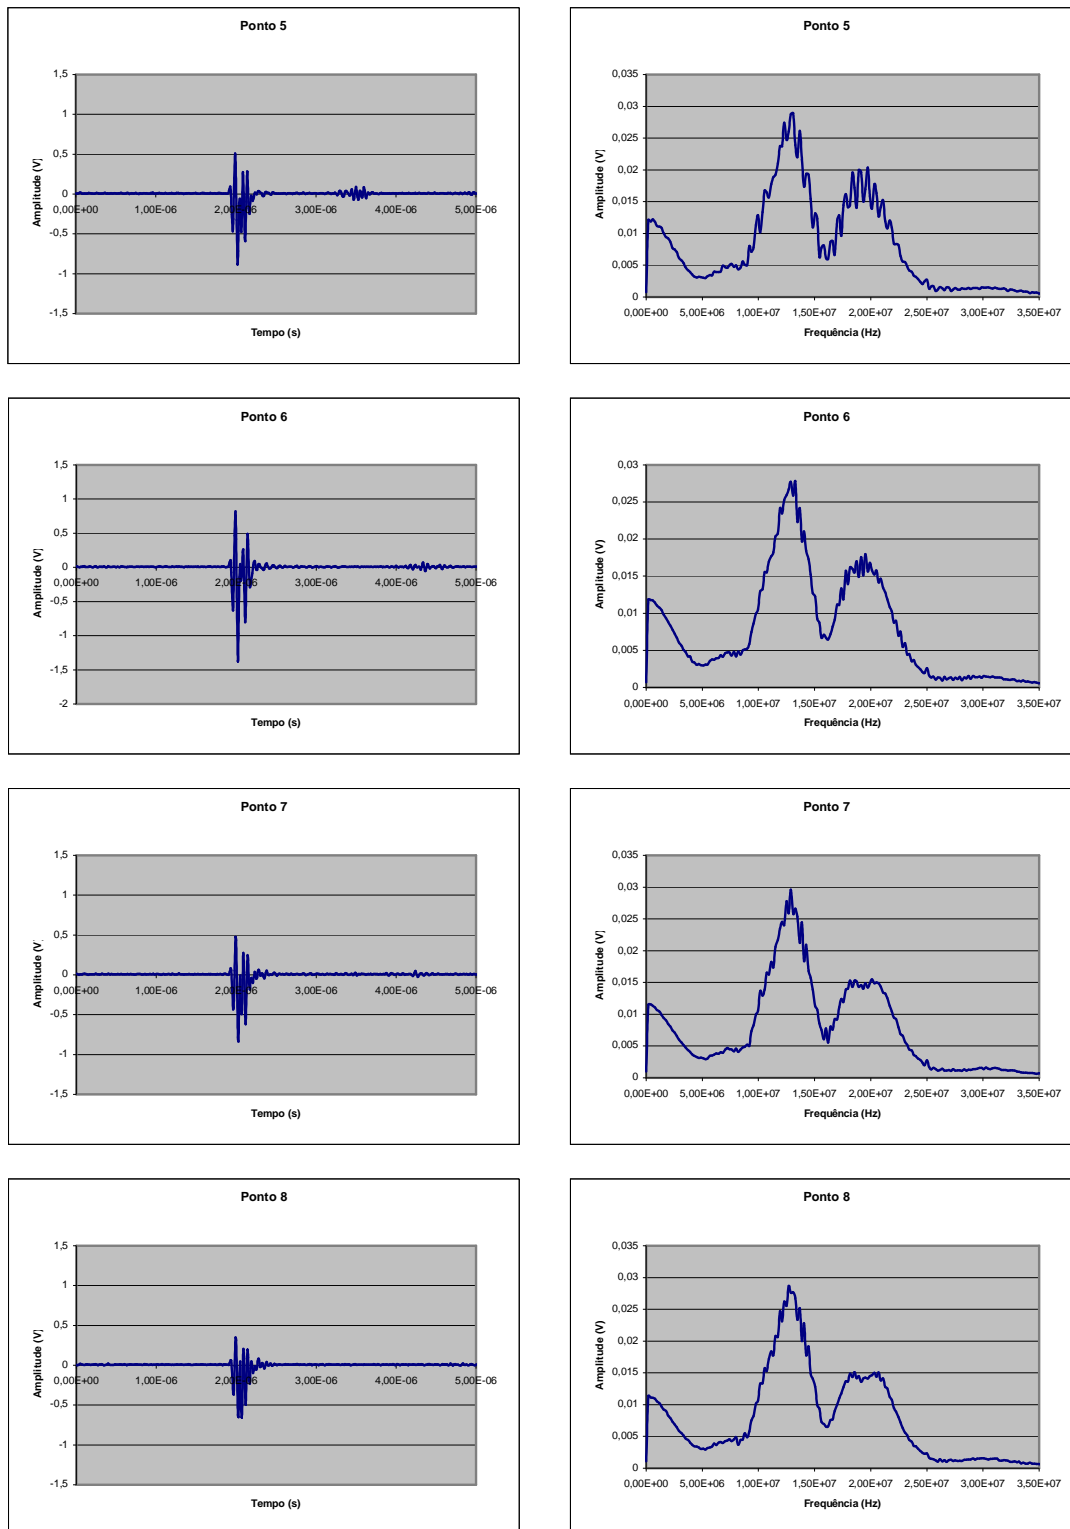 Ponto 5
1,5
1
0,5
0
-0,5
-1
-1,5
0,00E+00 1,00E-06 2,00E-06 3,00E-06 4,00E-06 5,00E-06
Amplitude (V)
Tempo (s)
Ponto 5
0,035
0,03
0,025
0,02
0,015
0,01
0,005
0
0,00E+00 5,00E+06 1,00E+07 1,50E+07 2,00E+07 2,50E+07 3,00E+07 3,50E+07
Amplitude (V)
Frequência (Hz)
Ponto 6
1,5
1
0,5
0
-0,5
-1
-1,5
-2
0,00E+00 1,00E-06 2,00E-06 3,00E-06 4,00E-06 5,00E-06
Amplitude (V)
Tempo (s)
Ponto 6
0,03
0,025
0,02
0,015
0,01
0,005
0
0,00E+00 5,00E+06 1,00E+07 1,50E+07 2,00E+07 2,50E+07 3,00E+07 3,50E+07
Amplitude (V)
Frequência (Hz)
Ponto 7
1,5
1
0,5
0
-0,5
-1
-1,5
0,00E+00 1,00E-06 2,00E-06 3,00E-06 4,00E-06 5,00E-06
Amplitude (V)
Tempo (s)
Ponto 7
0,035
0,03
0,025
0,02
0,015
0,01
0,005
0
0,00E+00 5,00E+06 1,00E+07 1,50E+07 2,00E+07 2,50E+07 3,00E+07 3,50E+07
Amplitude (V)
Frequência (Hz)
Ponto 8
1,5
1
0,5
0
-0,5
-1
-1,5
0,00E+00 1,00E-06 2,00E-06 3,00E-06 4,00E-06 5,00E-06
Amplitude (V)
Tempo (s)
Ponto 8
0,035
0,03
0,025
0,02
0,015
0,01
0,005
0
0,00E+00 5,00E+06 1,00E+07 1,50E+07 2,00E+07 2,50E+07 3,00E+07 3,50E+07
Amplitude (V)
Frequência (Hz)